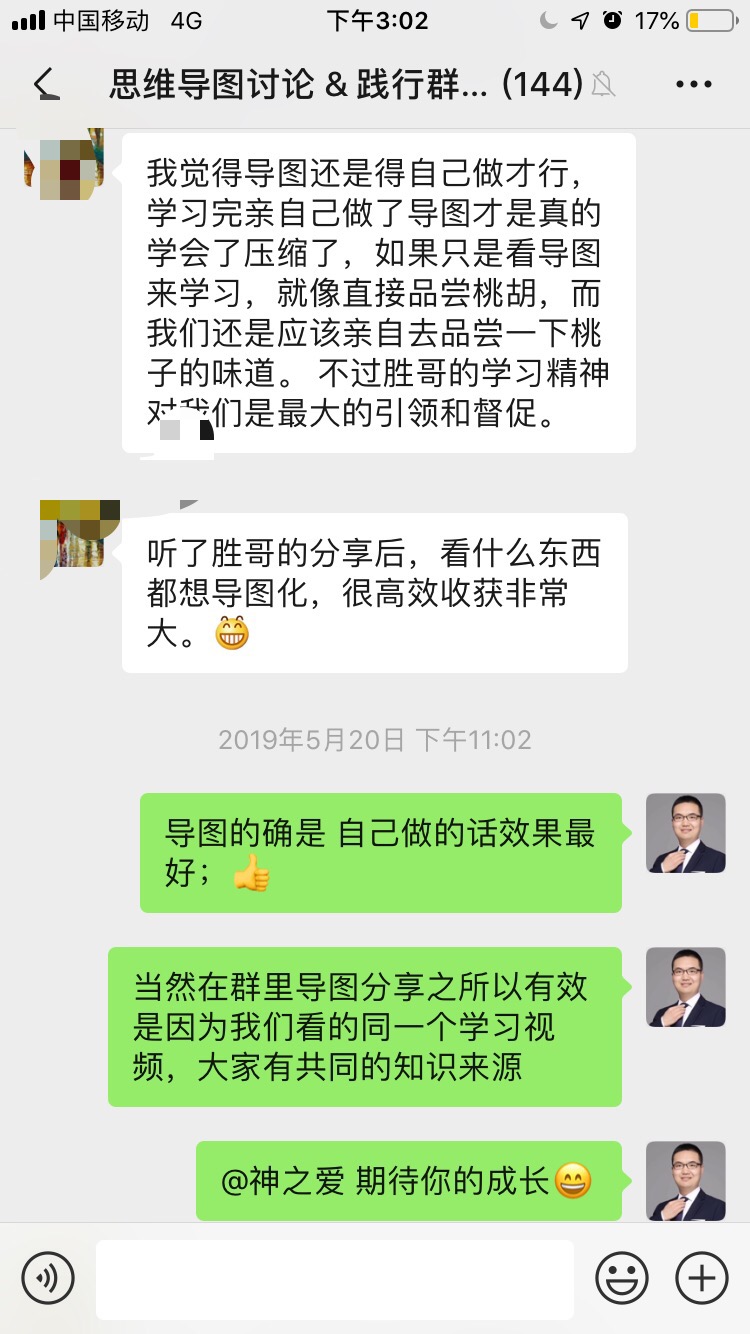 中国移动 4G 下午3:02 17%
思维导图讨论 & 践行群... (144)
我觉得导图还是得自己做才行，
学习完亲自己做了导图才是真的
学会了压缩了，如果只是看导图
来学习，就像直接品尝桃胡，而
我们还是应该亲自去品尝一下桃
子的味道。 不过胜哥的学习精神
对我们是最大的引领和督促。
听了胜哥的分享后，看什么东西
都想导图化，很高效收获非常
大。😁
2019年5月20日 下午11:02
导图的确是 自己做的话效果最
好；👍
当然在群里导图分享之所以有效
是因为我们看的同一个学习视
频，大家有共同的知识来源
@神之爱 期待你的成长😄